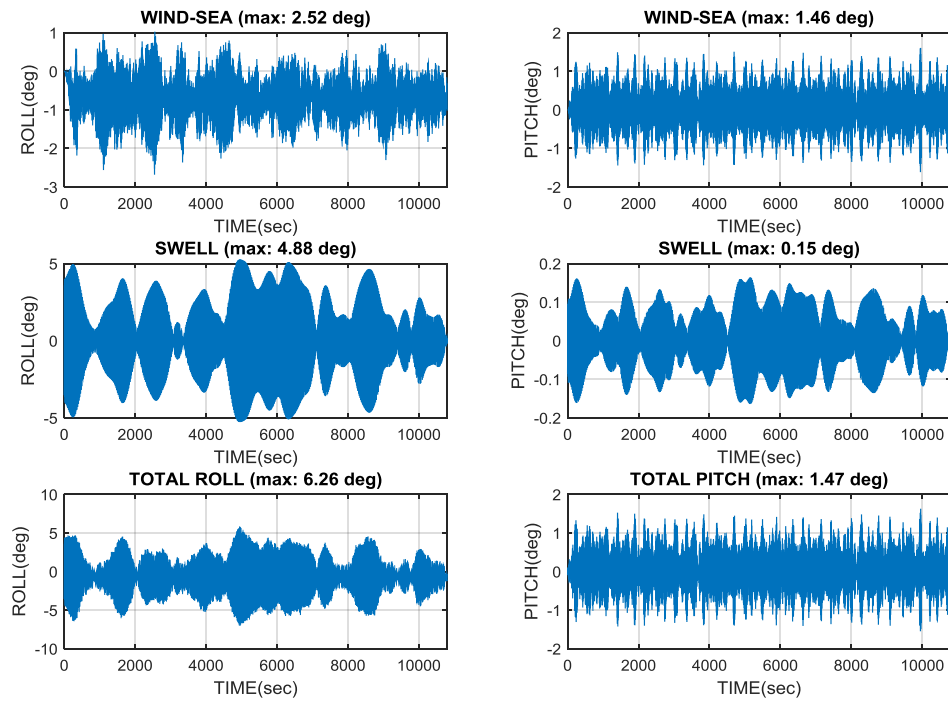 WIND-SEA (max: 2.52 deg)
1
0
-1
-2
-3
ROLL(deg)
0 2000 4000 6000 8000 10000
TIME(sec)
WIND-SEA (max: 1.46 deg)
2
1
0
-1
-2
PITCH(deg)
0 2000 4000 6000 8000 10000
TIME(sec)
SWELL (max: 4.88 deg)
5
0
-5
ROLL(deg)
0 2000 4000 6000 8000 10000
TIME(sec)
SWELL (max: 0.15 deg)
0.2
0.1
0
-0.1
-0.2
PITCH(deg)
0 2000 4000 6000 8000 10000
TIME(sec)
TOTAL ROLL (max: 6.26 deg)
10
5
0
-5
-10
ROLL(deg)
0 2000 4000 6000 8000 10000
TIME(sec)
TOTAL PITCH (max: 1.47 deg)
2
1
0
-1
-2
PITCH(deg)
0 2000 4000 6000 8000 10000
TIME(sec)